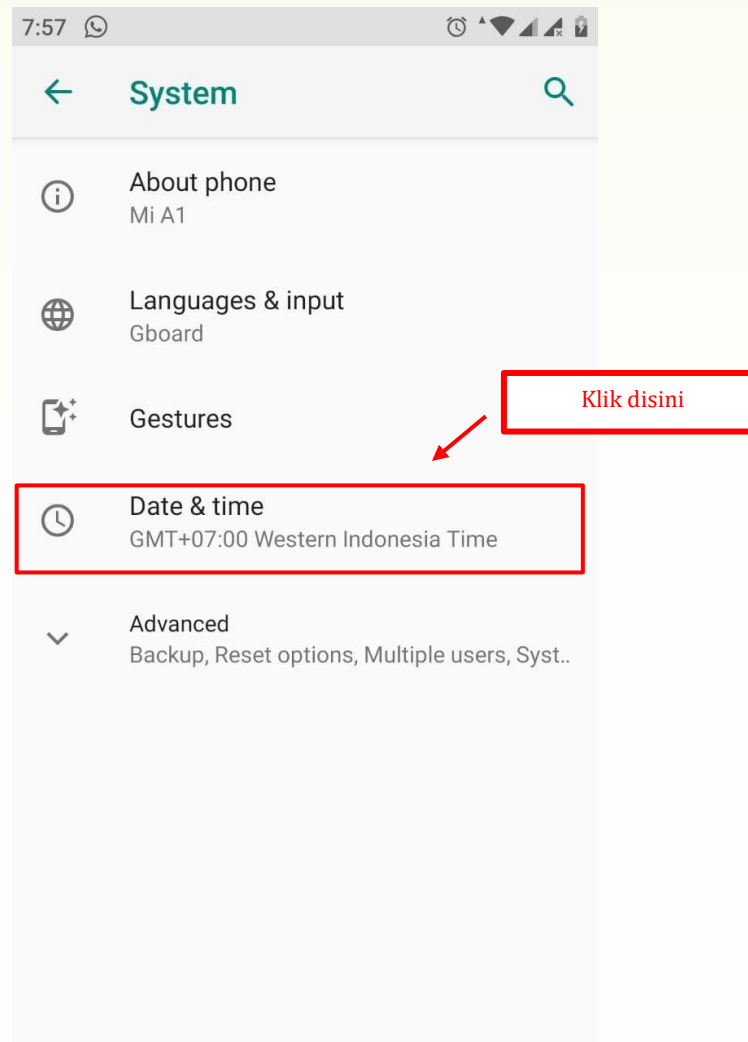 7:57
System
About phone
Mi A1
Languages & input
Gboard
Gestures
Klik disini
Date & time
GMT+07:00 Western Indonesia Time
Advanced
Backup, Reset options, Multiple users, Syst..